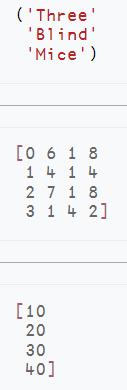 ('Three'
'Blind'
'Mice')
[0 6 1 8
1 4 1 4
2 7 1 8
3 1 4 2]
[10
20
30
40]